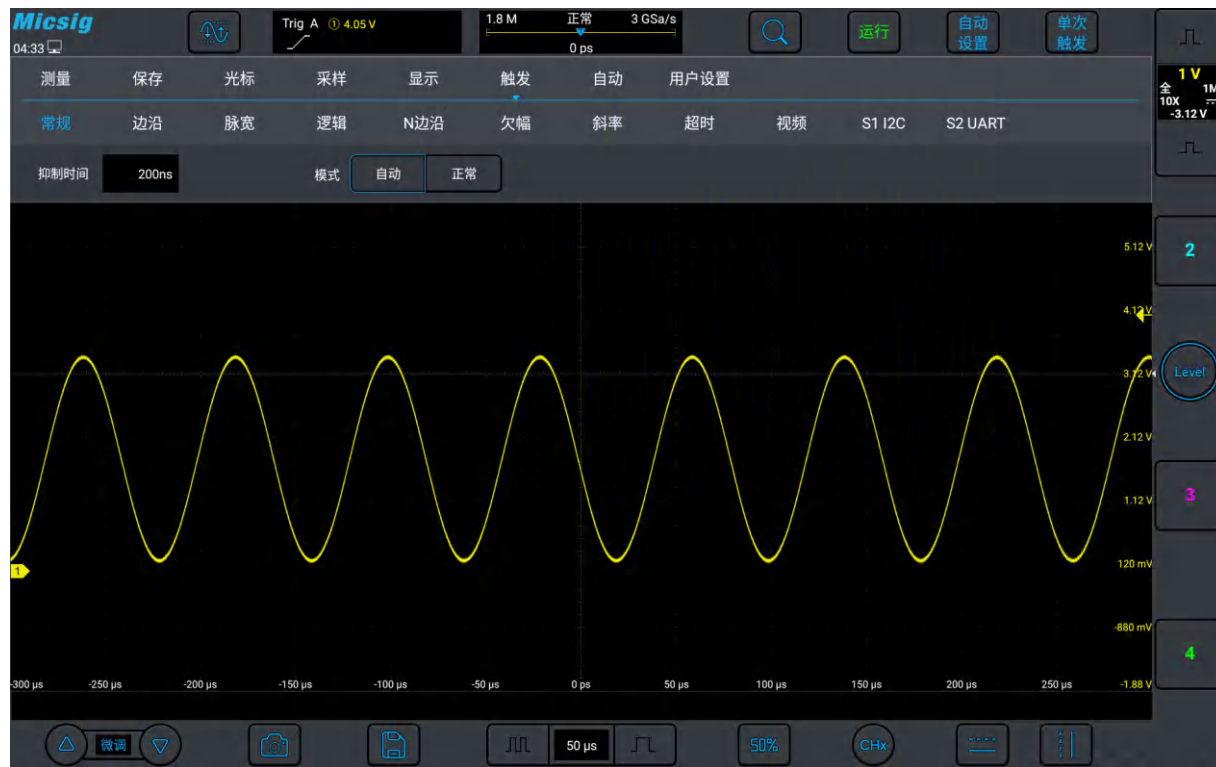 Micsig
04:33
Trig A ① 4.05 V
1.8 M 正常 3 GSa/s
0 ps
运行
自动
设置
单次
触发
测量 保存 光标 采样 显示 触发 自动 用户设置
常规 边沿 脉宽 逻辑 N边沿 欠幅 斜率 超时 视频 S1 I2C S2 UART
抑制时间 200ns 模式 自动 正常
1 V
全 1M
10X
-3.12 V
5.12 V
2
4.12 V
3.12 V
Level
2.12 V
1.12 V
3
1
120 mV
-880 mV
4
-300 µs -250 µs -200 µs -150 µs -100 µs -50 µs 0 ps 50 µs 100 µs 150 µs 200 µs 250 µs -1.88 V
微调 50 µs 50% CHx